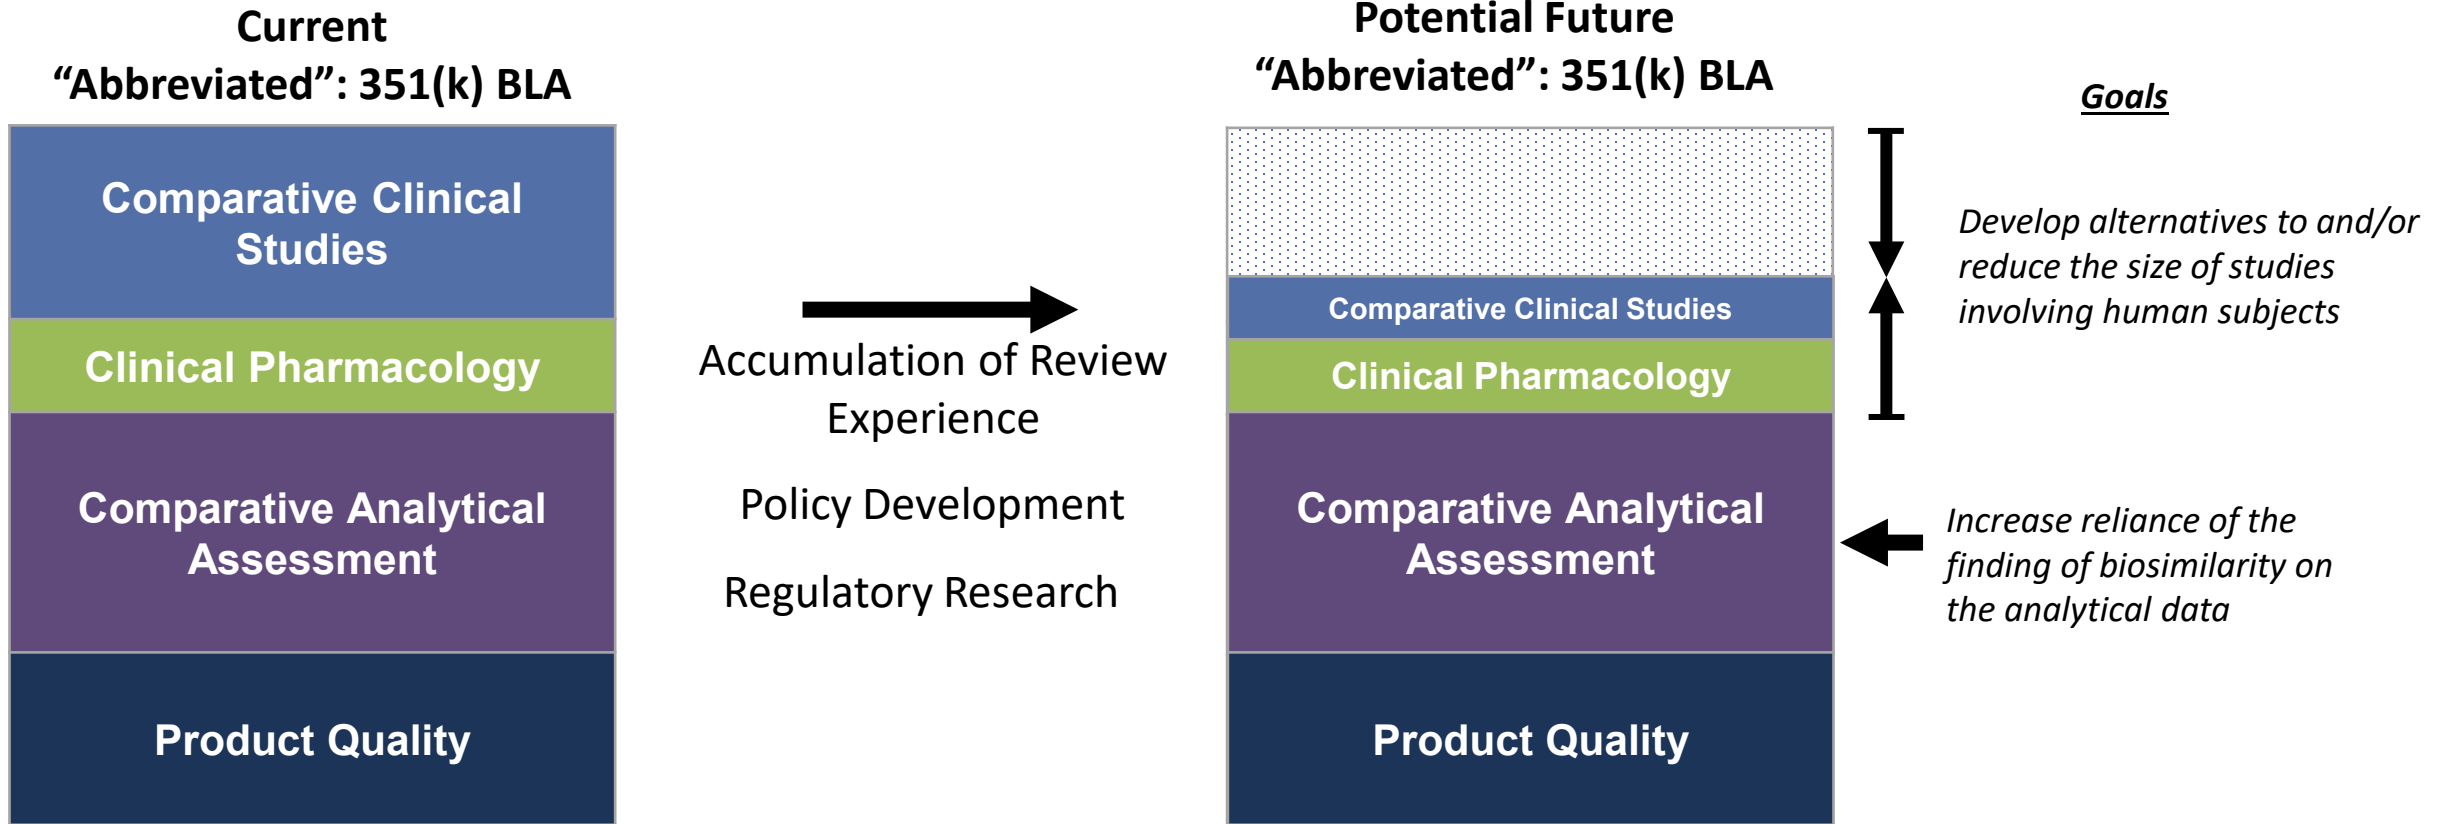 Current
“Abbreviated”: 351(k) BLA
Comparative Clinical
Studies
Clinical Pharmacology
Comparative Analytical
Assessment
Product Quality
Accumulation of Review
Experience
Policy Development
Regulatory Research
Potential Future
“Abbreviated”: 351(k) BLA
Comparative Clinical Studies
Clinical Pharmacology
Comparative Analytical
Assessment
Product Quality
Goals
Develop alternatives to and/or
reduce the size of studies
involving human subjects
Increase reliance of the
finding of biosimilarity on
the analytical data